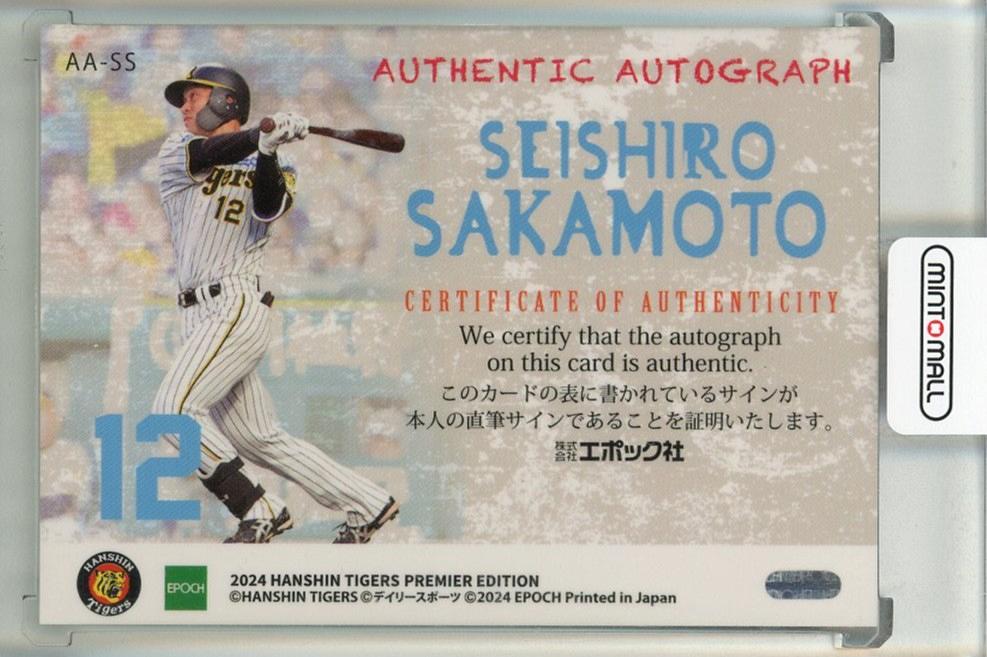 AA-SS
AUTHENTIC AUTOGRAPH
SEISHIRO
SAKAMOTO
CERTIFICATE OF AUTHENTICITY
We certify that the autograph
on this card is authentic.
このカードの表に書かれているサインが
本人の直筆サインであることを証明いたします。
株式会社エポック社
gers
12
12
HANSHIN
Tigers
EPOCH
2024 HANSHIN TIGERS PREMIER EDITION
©HANSHIN TIGERS ©デイリースポーツ ©2024 EPOCH Printed in Japan
MINTOMALL